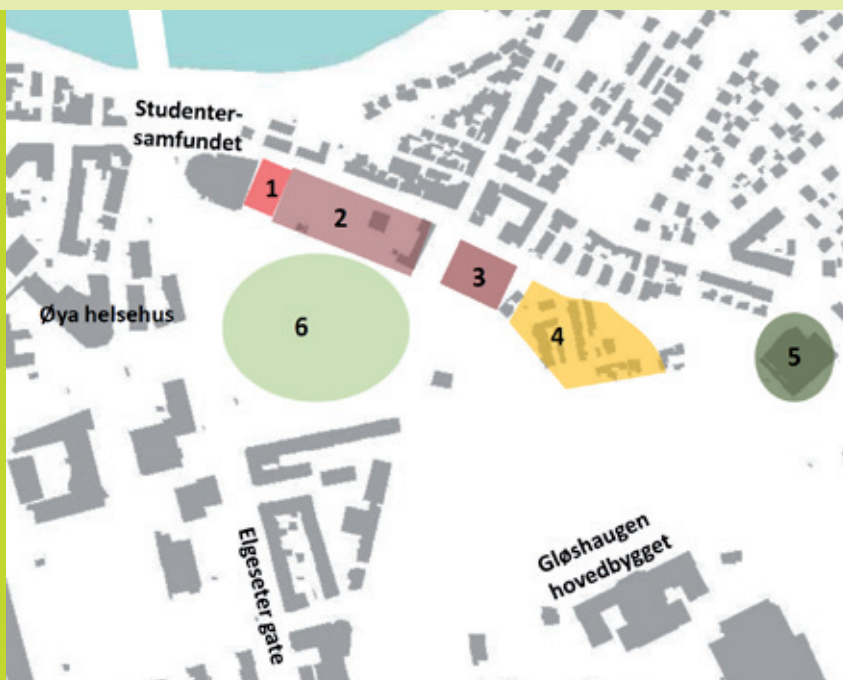 Studenter-
samfundet
1
2
3
4
5
6
Øya helsehus
Elgeseter gate
Gløshaugen
hovedbygget